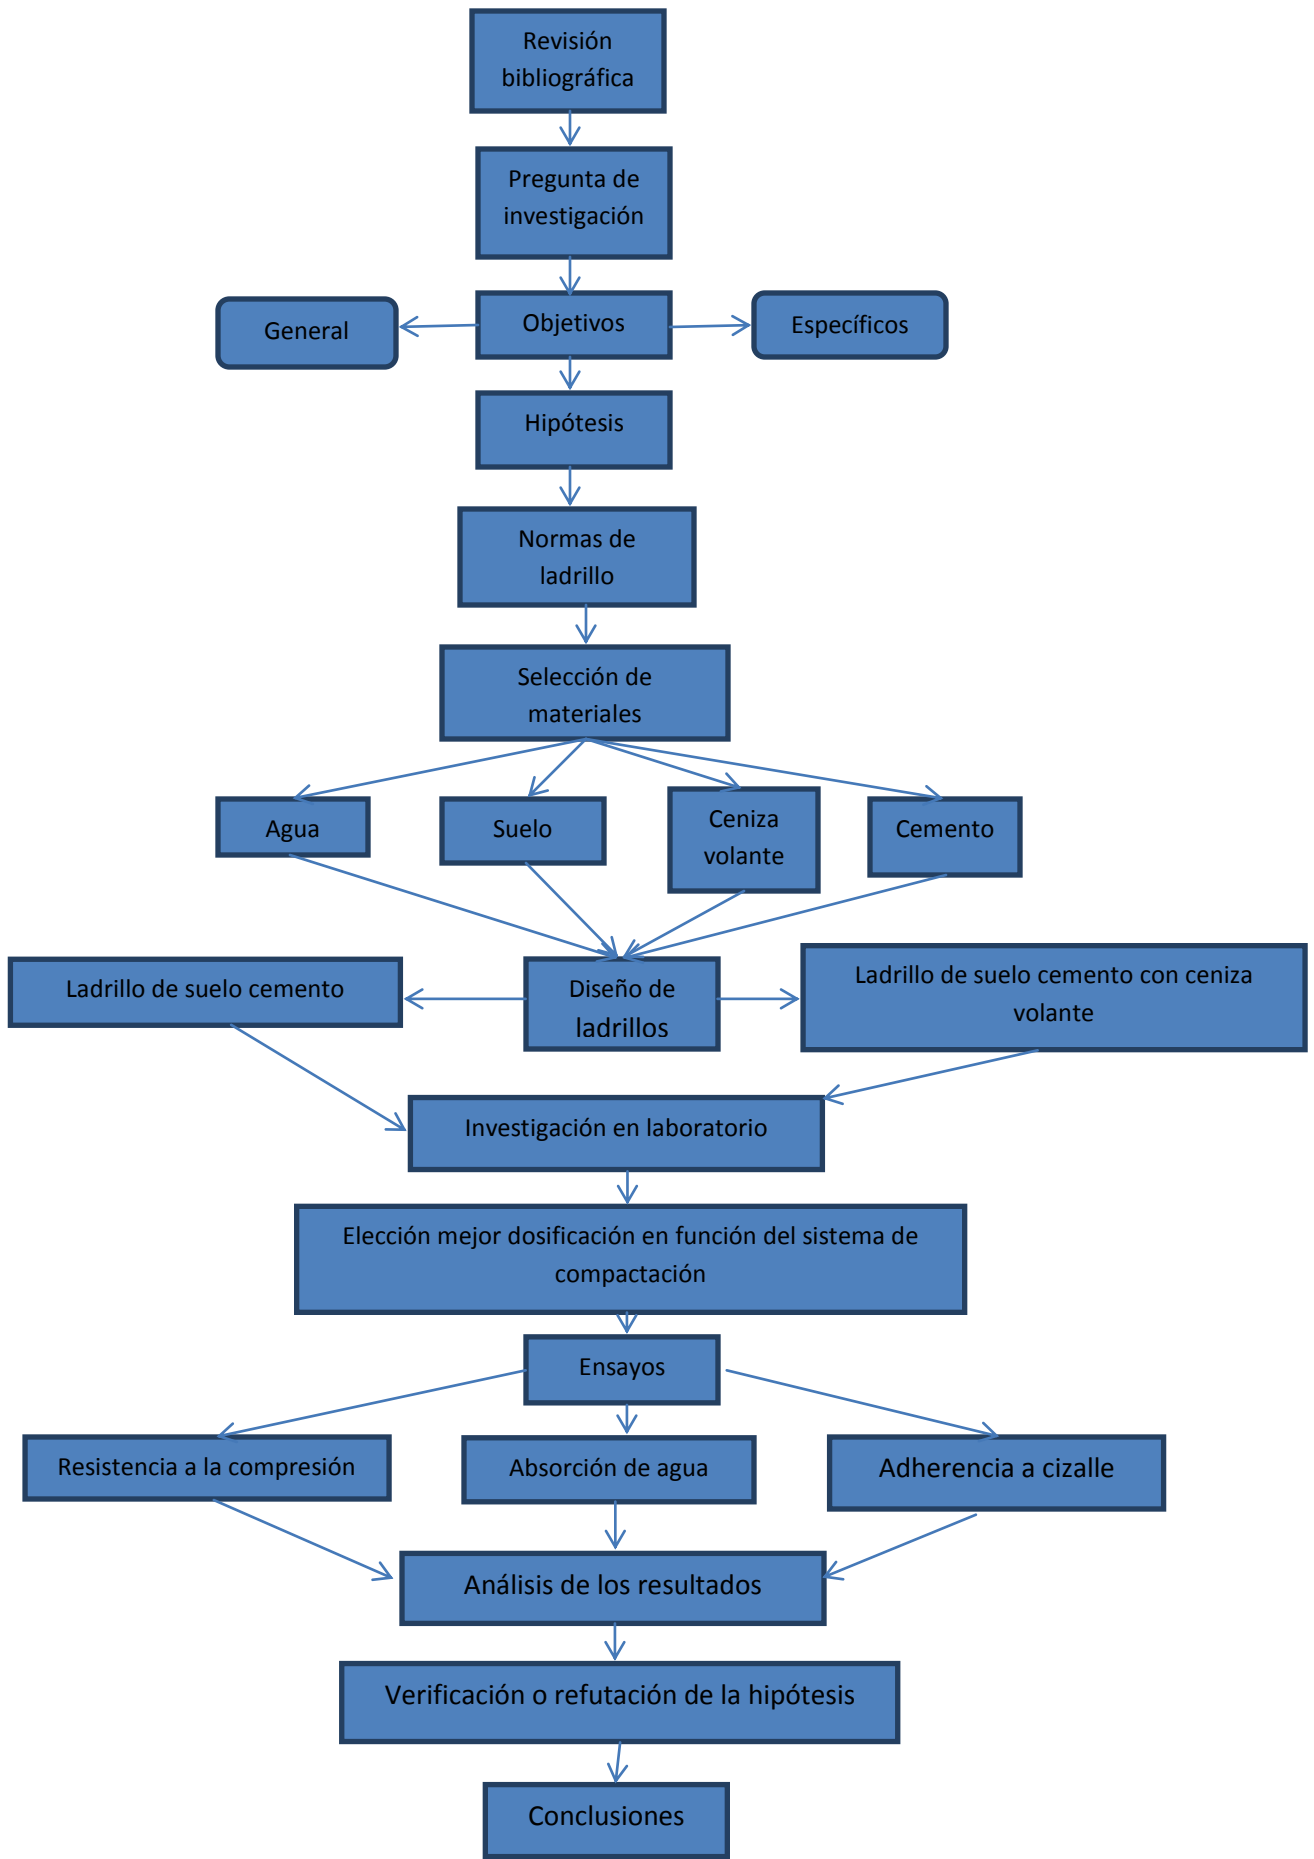 Revisión
bibliográfica
Pregunta de
investigación
General
Objetivos
Específicos
Hipótesis
Normas de
ladrillo
Selección de
materiales
Agua
Suelo
Ceniza
volante
Cemento
Ladrillo de suelo cemento
Diseño de
ladrillos
Ladrillo de suelo cemento con ceniza
volante
Investigación en laboratorio
Elección mejor dosificación en función del sistema de
compactación
Ensayos
Resistencia a la compresión
Absorción de agua
Adherencia a cizalle
Análisis de los resultados
Verificación o refutación de la hipótesis
Conclusiones